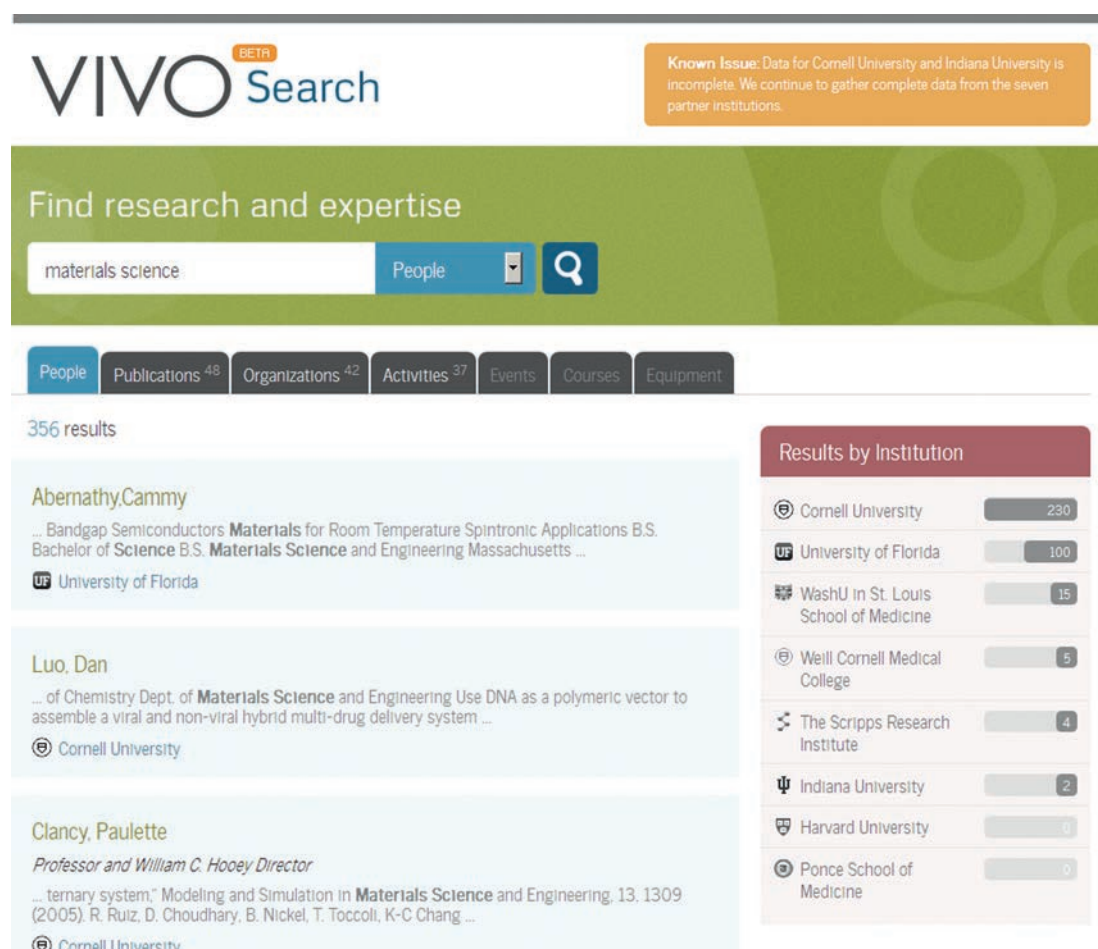 VIVO BETA Search
Known Issue: Data for Cornell University and Indiana University is
incomplete. We continue to gather complete data from the seven
partner institutions.
Find research and expertise
materials science People
People Publications 48 Organizations 42 Activities 37 Events Courses Equipment
356 results
Abernathy,Cammy
... Bandgap Semiconductors Materials for Room Temperature Spintronic Applications B.S.
Bachelor of Science B.S. Materials Science and Engineering Massachusetts ...
UF University of Florida
Luo, Dan
... of Chemistry Dept. of Materials Science and Engineering Use DNA as a polymeric vector to
assemble a viral and non-viral hybrid multi-drug delivery system ...
Cornell University
Clancy, Paulette
Professor and William C. Hooey Director
... ternary system," Modeling and Simulation in Materials Science and Engineering, 13, 1309
(2005). R. Ruiz, D. Choudhary, B. Nickel, T. Toccoli, K-C Chang ...
Cornell University
Results by Institution
Cornell University 230
UF University of Florida 100
WashU in St. Louis 15
School of Medicine
Weill Cornell Medical 5
College
The Scripps Research 4
Institute
Indiana University 2
Harvard University 0
Ponce School of 0
Medicine